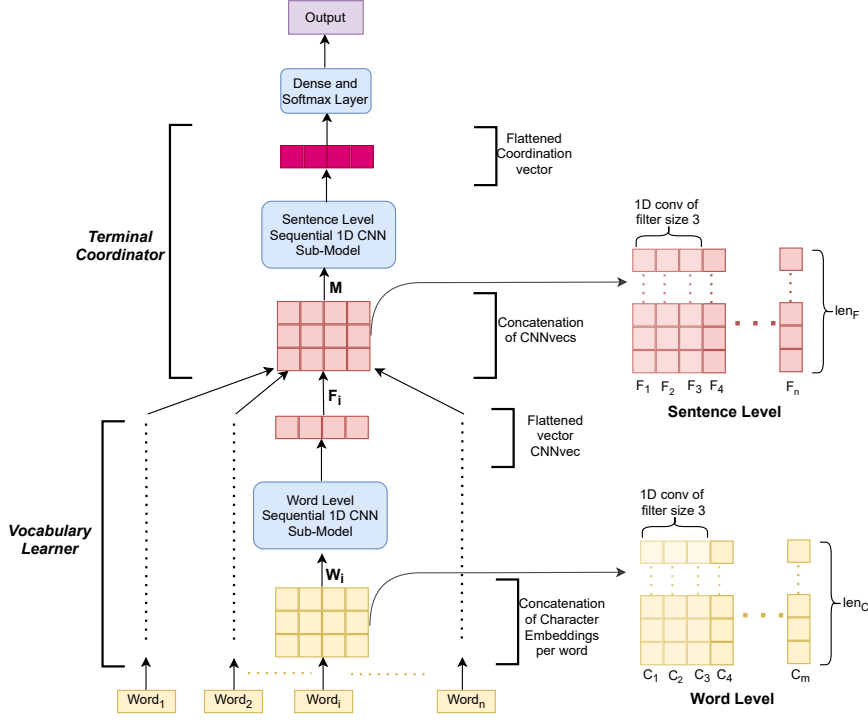 Output
Dense and
Softmax Layer
Flattened
Coordination
vector
Terminal
Coordinator
Sentence Level
Sequential 1D CNN
Sub-Model
M
Concatenation
of CNNvecs
1D conv of
filter size 3
len_F
F_1 F_2 F_3 F_4 F_n
Sentence Level
F_i
Flattened
vector
CNNvec
Vocabulary
Learner
Word Level
Sequential 1D CNN
Sub-Model
W_i
Concatenation
of Character
Embeddings
per word
1D conv of
filter size 3
len_C
C_1 C_2 C_3 C_4 C_m
Word Level
Word_1 Word_2 Word_i Word_n